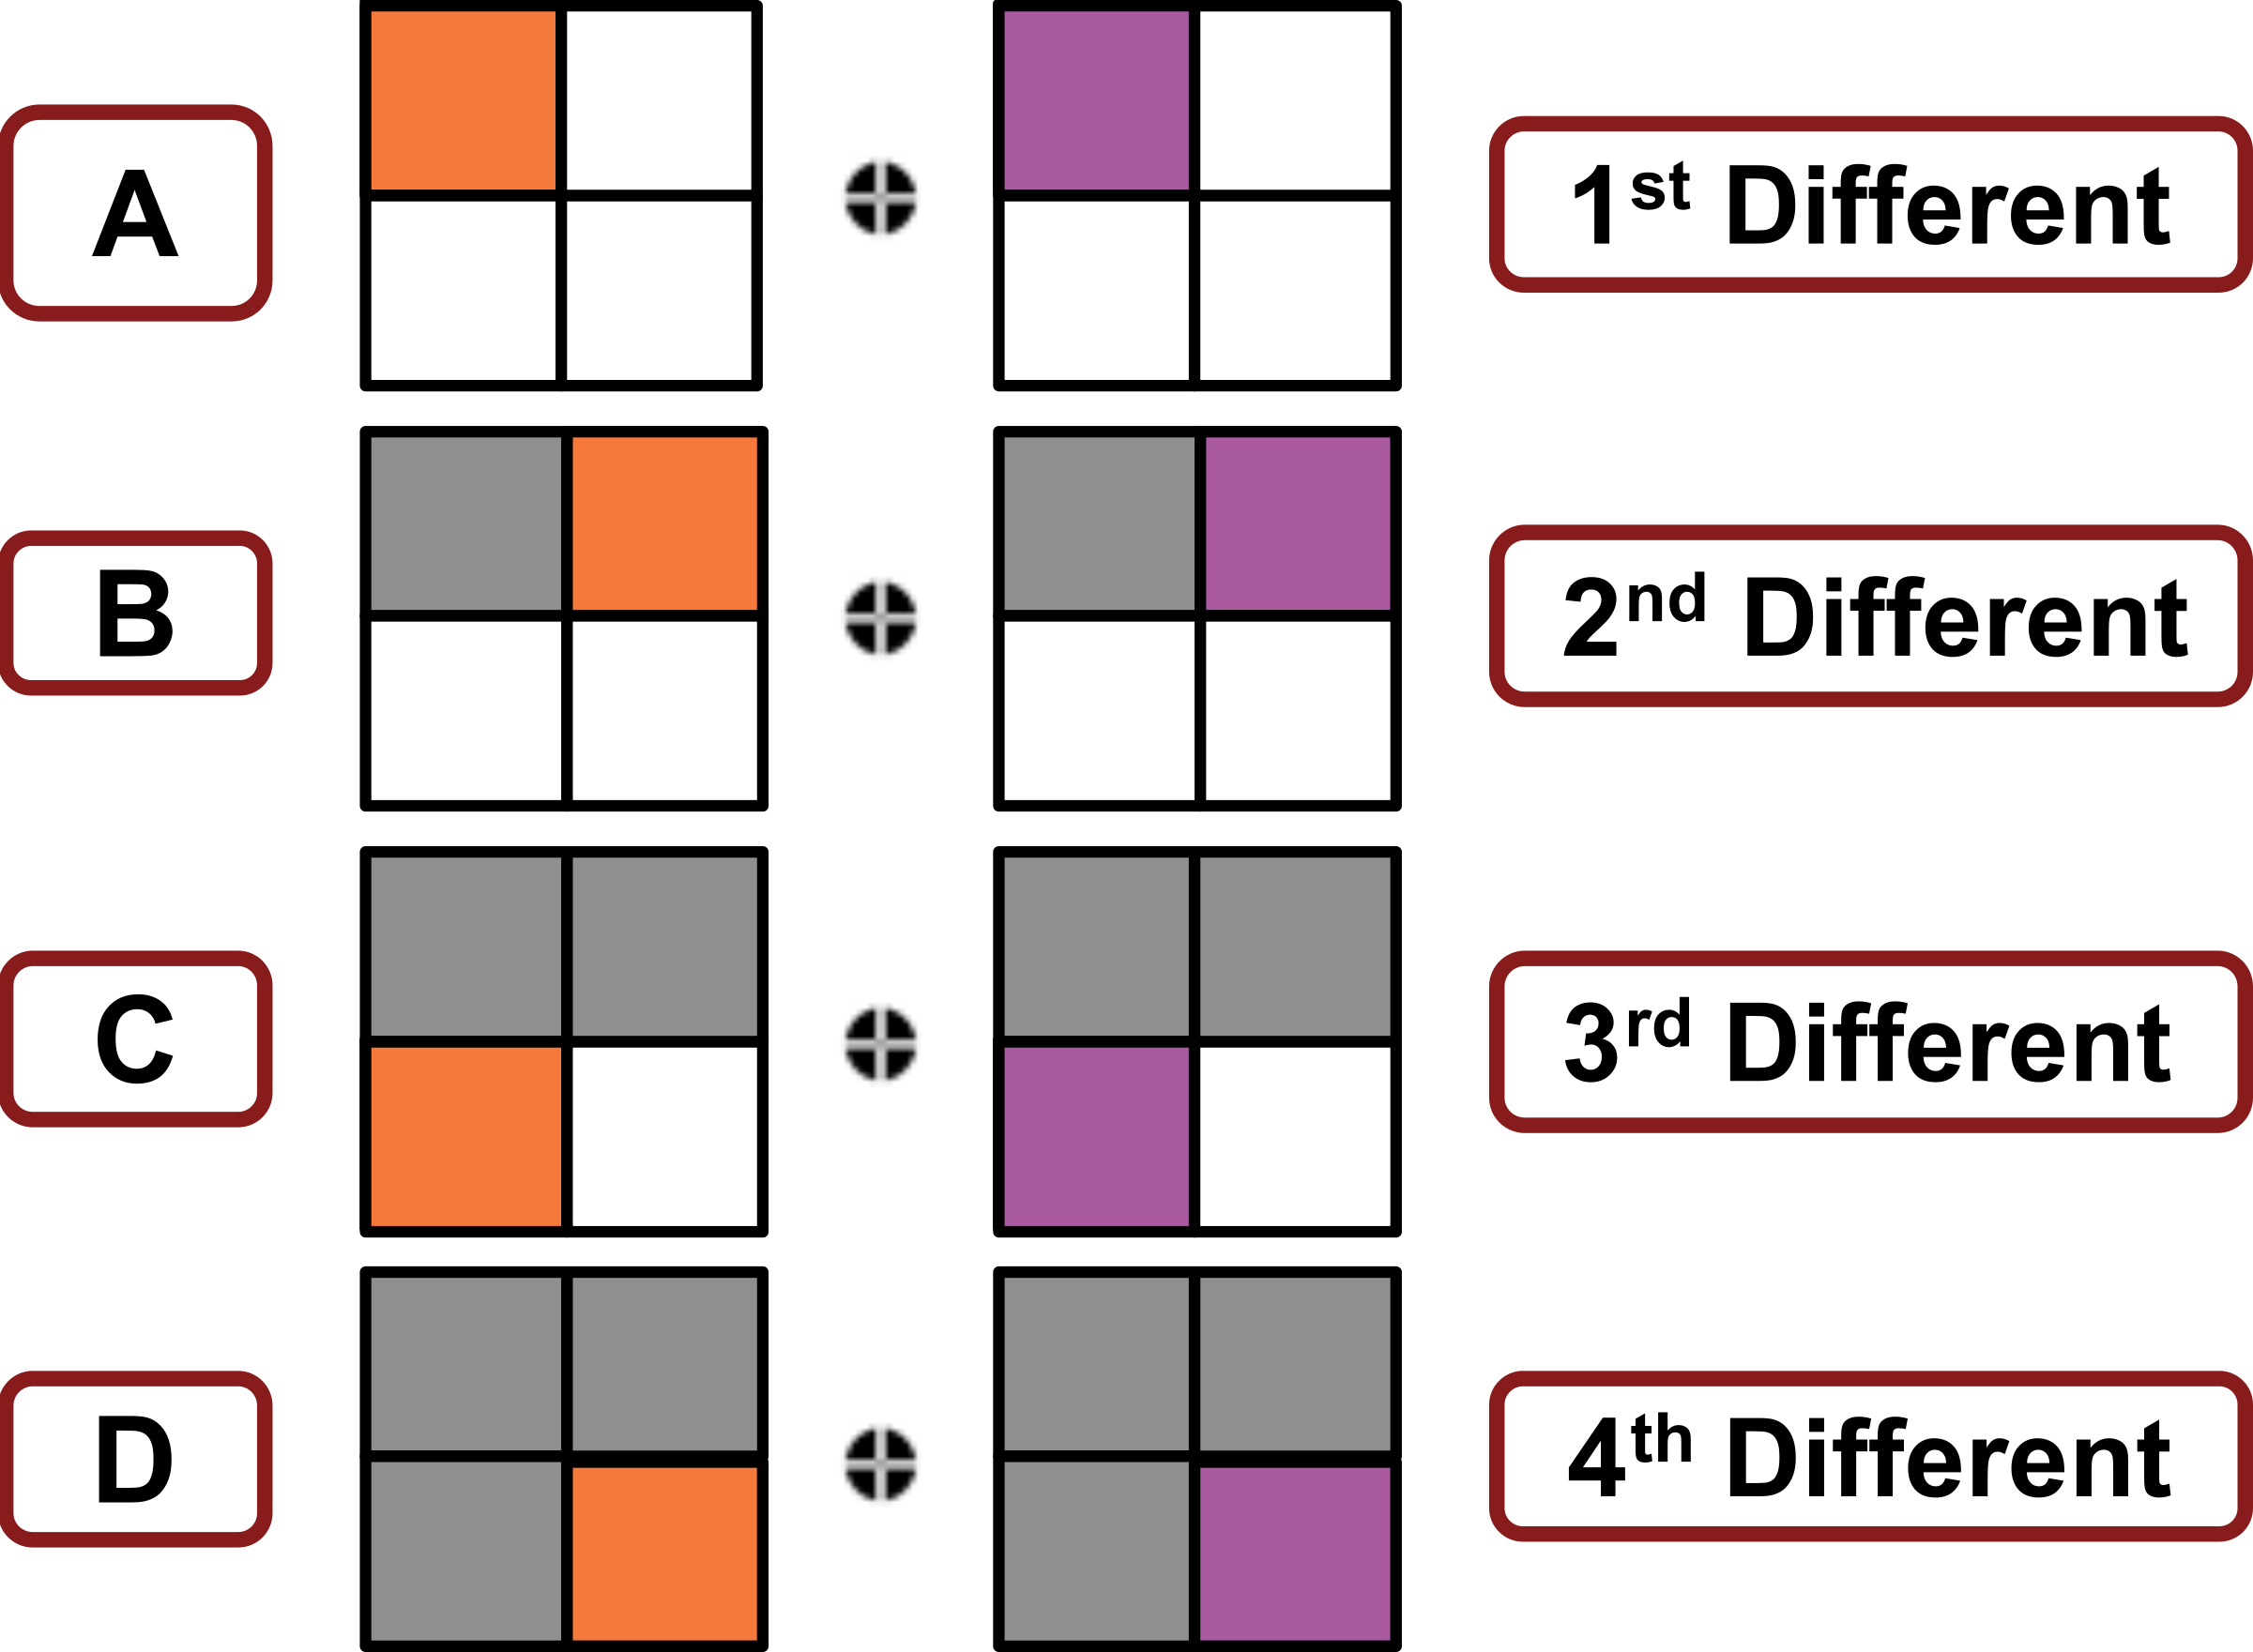 A
1st Different
B
2nd Different
C
3rd Different
D
4th Different